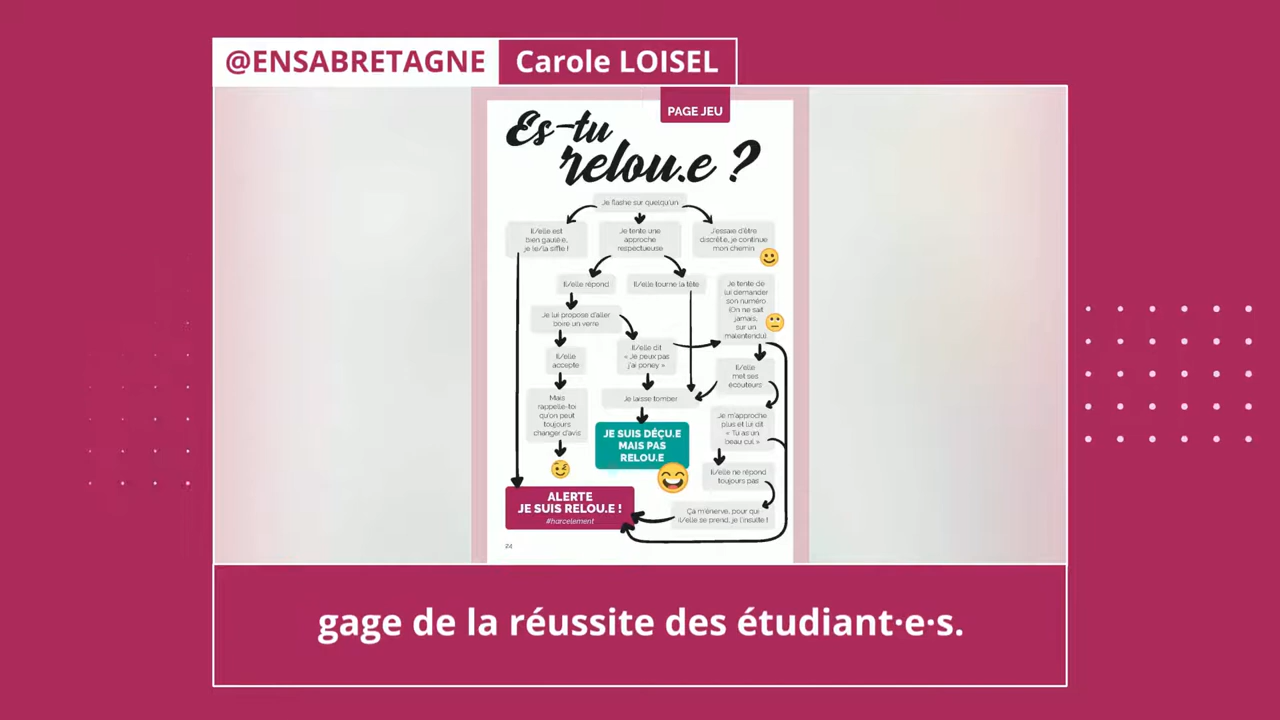 @ENSABRETAGNE
Carole LOISEL
PAGE JEU
Es-tu
relou.e ?
Je flashe sur quelqu'un
Il/elle est
bien gaulé.e,
je le/la siffle !
Je tente une
approche
respectueuse
J'essaie d'être
discrèt.e, je continue
mon chemin
Il/elle répond
Il/elle tourne la tête
Je tente de
lui demander
son numéro
(On ne sait
jamais,
sur un
malentendu)
Je lui propose d'aller
boire un verre
Il/elle
accepte
Il/elle dit
« Je peux pas
j'ai poney »
Il/elle
met ses
écouteurs
Mais
rappelle-toi
qu'on peut
toujours
changer d'avis
Je laisse tomber
Je m'approche
plus et lui dit
« Tu as un
beau cul »
JE SUIS DÉÇU.E
MAIS PAS
RELOU.E
Il/elle ne répond
toujours pas
ALERTE
JE SUIS RELOU.E !
#harcelement
Ça m'énerve, pour qui
il/elle se prend, je l'insulte !
24
gage de la réussite des étudiant·e·s.